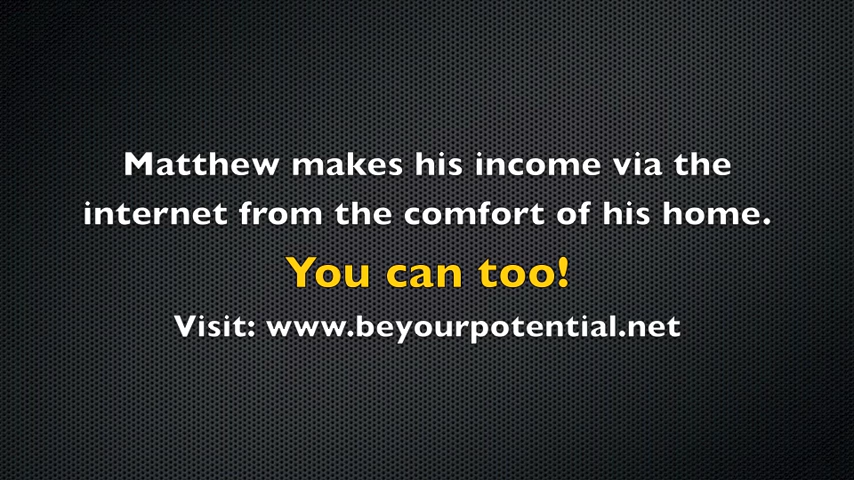 Matthew makes his income via the
internet from the comfort of his home.
You can too!
Visit: www.beyourpotential.net